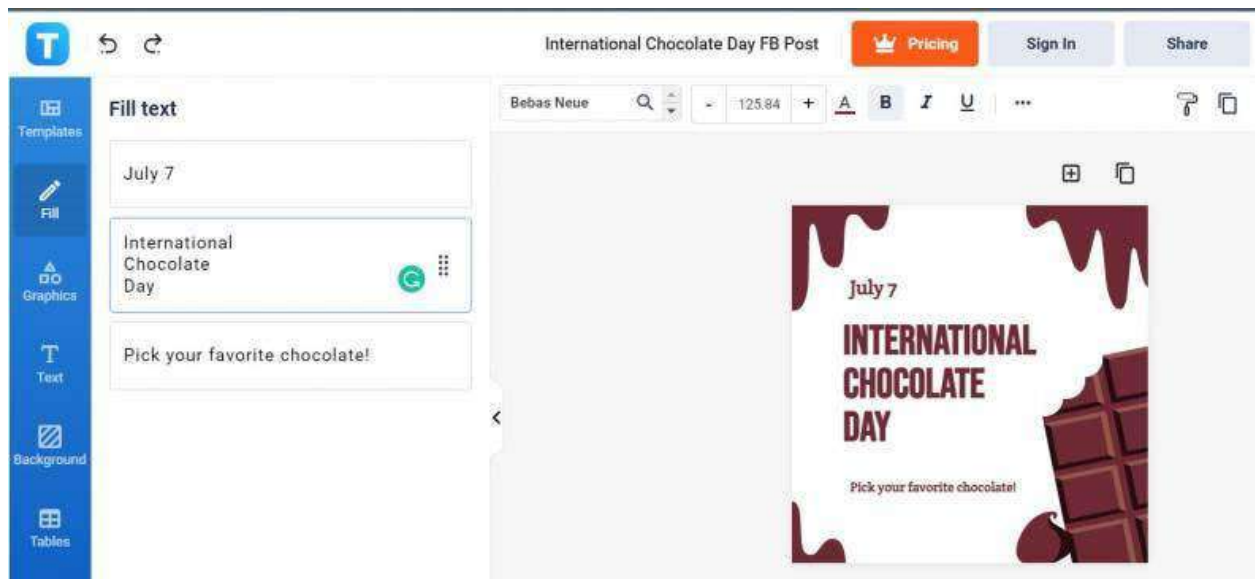 T
International Chocolate Day FB Post
Pricing
Sign In
Share
Templates
Fill
Graphics
Text
Background
Tables
Fill text
July 7
International
Chocolate
Day
Pick your favorite chocolate!
Bebas Neue
- 125.84 + A B I U ...
July 7
INTERNATIONAL
CHOCOLATE
DAY
Pick your favorite chocolate!